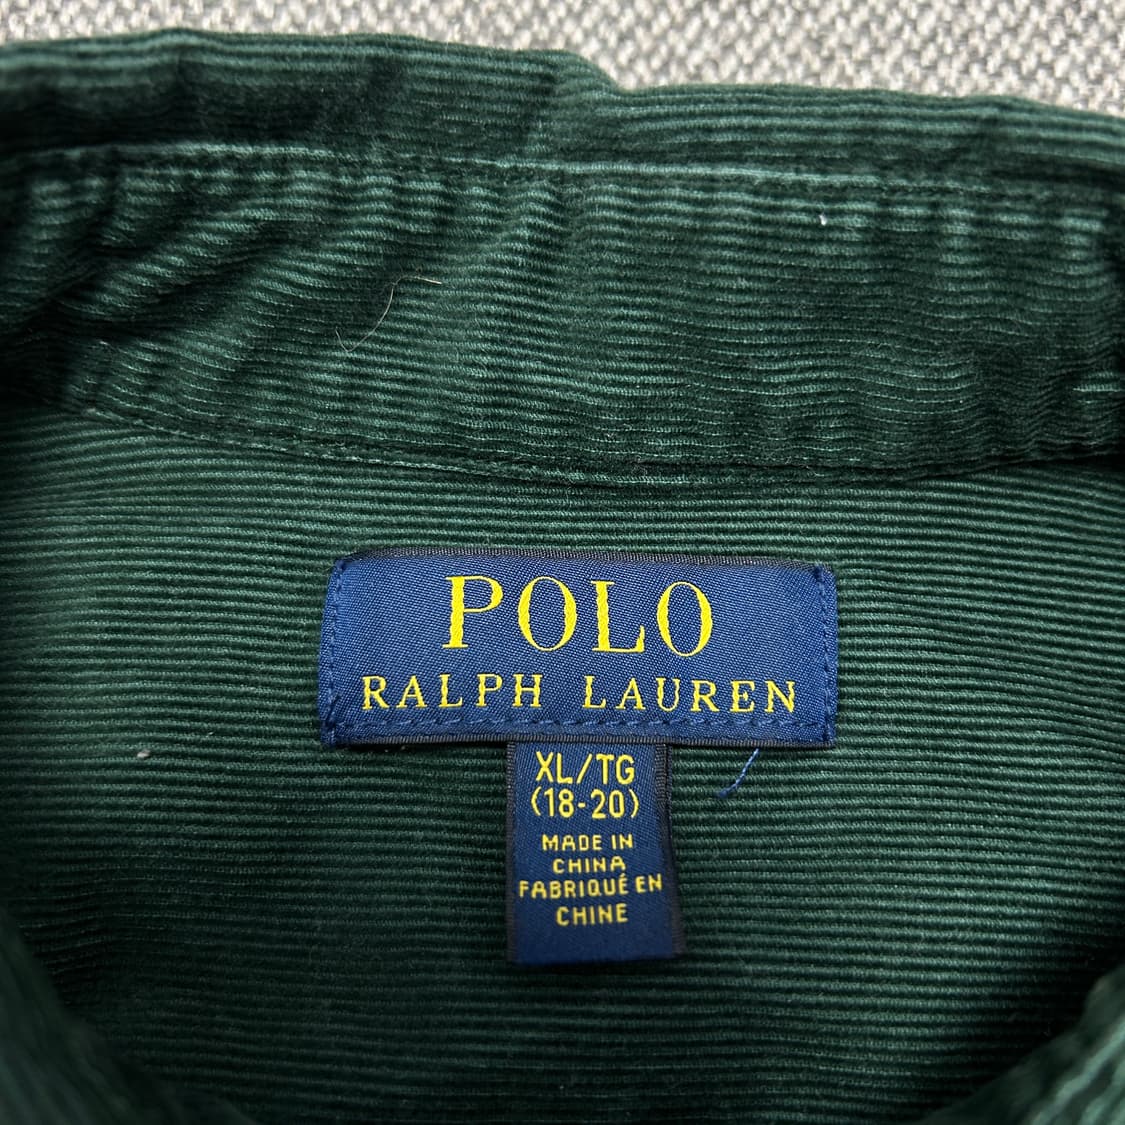 POLO
RALPH LAUREN
XL/TG
(18-20)
MADE IN
CHINA
FABRIQUÉ EN
CHINE